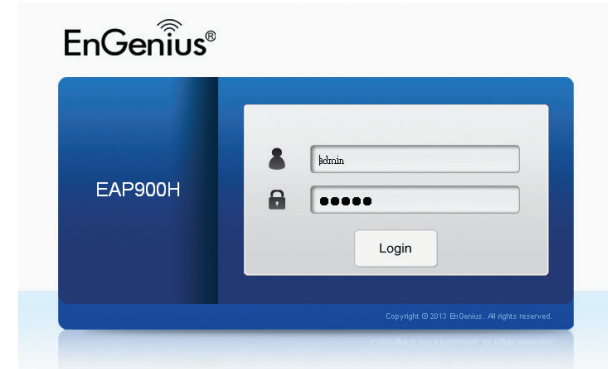 EnGenius®
admin
EAP900H
●●●●●
Login
Copyright © 2013 EnGenius. All rights reserved.